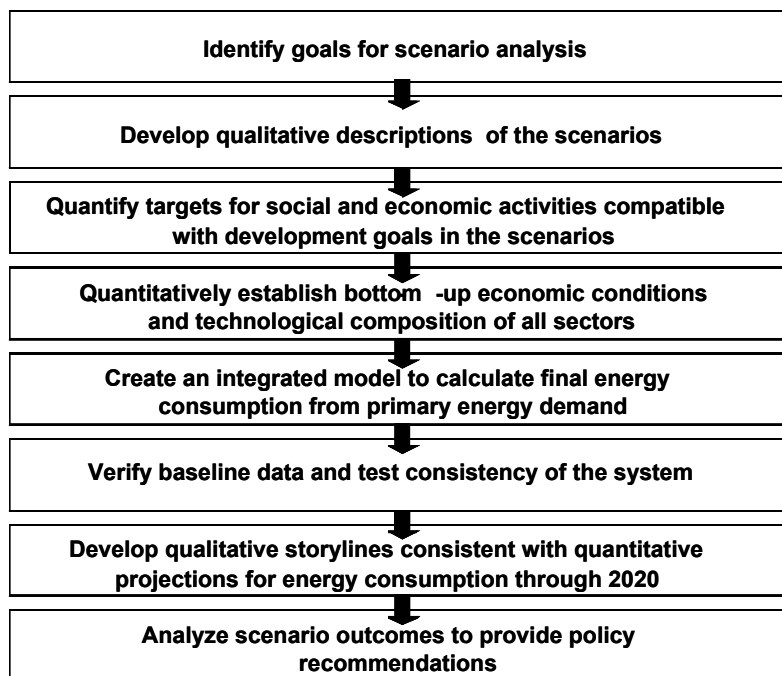 Identify goals for scenario analysis
Develop qualitative descriptions of the scenarios
Quantify targets for social and economic activities compatible
with development goals in the scenarios
Quantitatively establish bottom -up economic conditions
and technological composition of all sectors
Create an integrated model to calculate final energy
consumption from primary energy demand
Verify baseline data and test consistency of the system
Develop qualitative storylines consistent with quantitative
projections for energy consumption through 2020
Analyze scenario outcomes to provide policy
recommendations